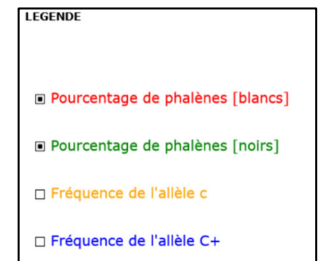 LEGENDE
Pourcentage de phalènes [blancs]
Pourcentage de phalènes [noirs]
Fréquence de l'allèle c
Fréquence de l'allèle C+